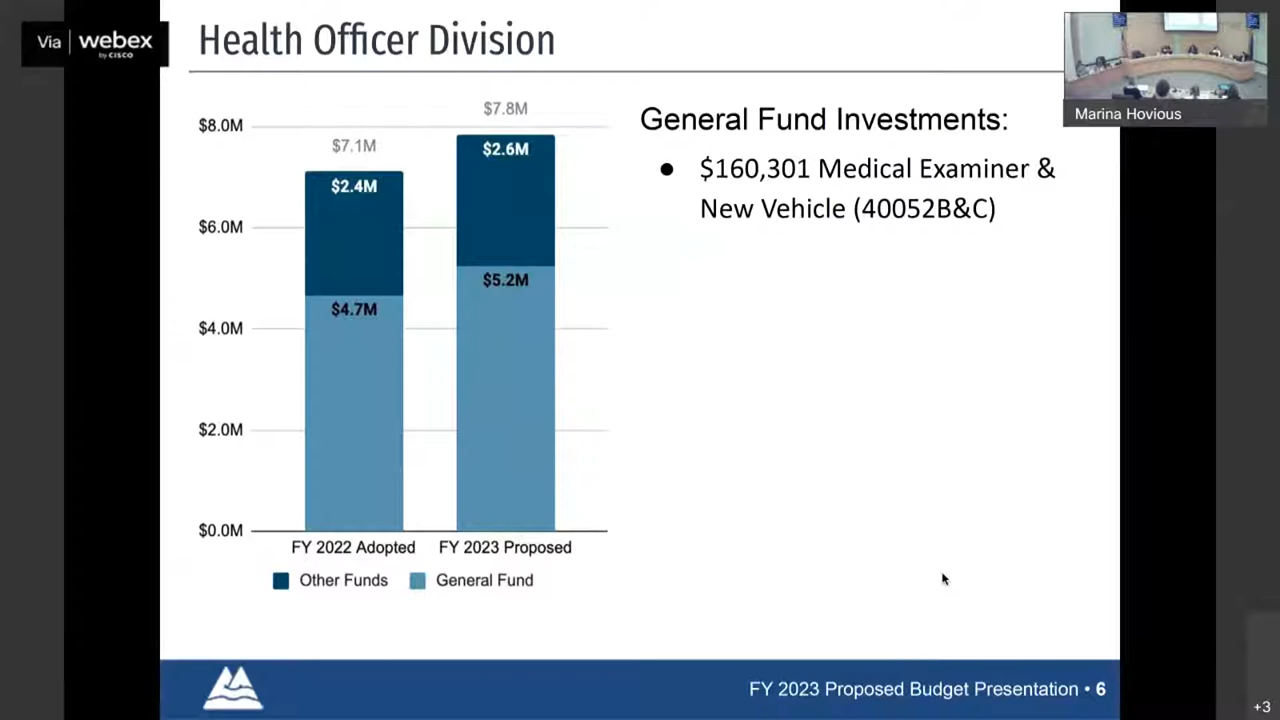 Via webex
by CISCO
Health Officer Division
Marina Hovious
$8.0M
$6.0M
$4.0M
$2.0M
$0.0M
$7.1M
$2.4M
$4.7M
$7.8M
$2.6M
$5.2M
FY 2022 Adopted
FY 2023 Proposed
Other Funds
General Fund
General Fund Investments:
● $160,301 Medical Examiner &
New Vehicle (40052B&C)
FY 2023 Proposed Budget Presentation • 6
+3